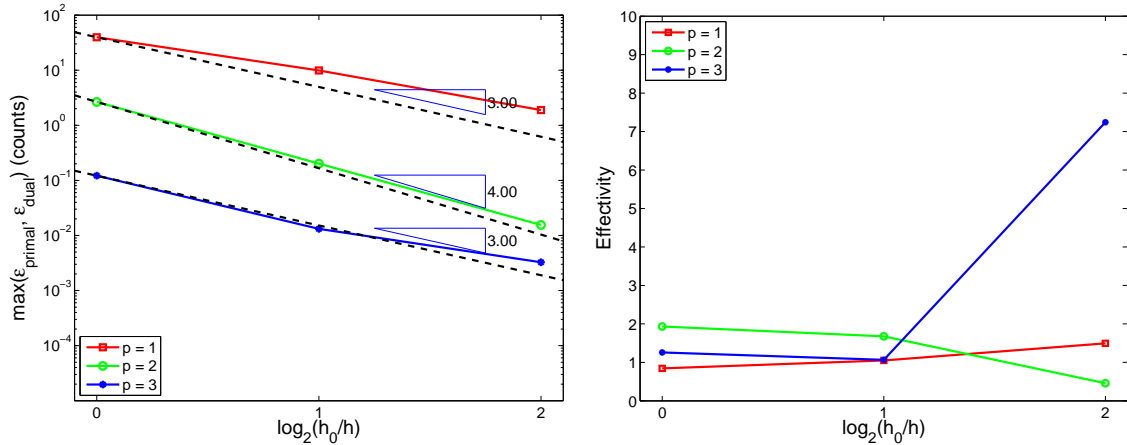 max(ε_primal, ε_dual) (counts)
10^2
10^1
10^0
10^−1
10^−2
10^−3
10^−4
3.00
4.00
3.00
p = 1
p = 2
p = 3
0
1
2
log_2(h_0/h)
Effectivity
10
9
8
7
6
5
4
3
2
1
0
p = 1
p = 2
p = 3
0
1
2
log_2(h_0/h)